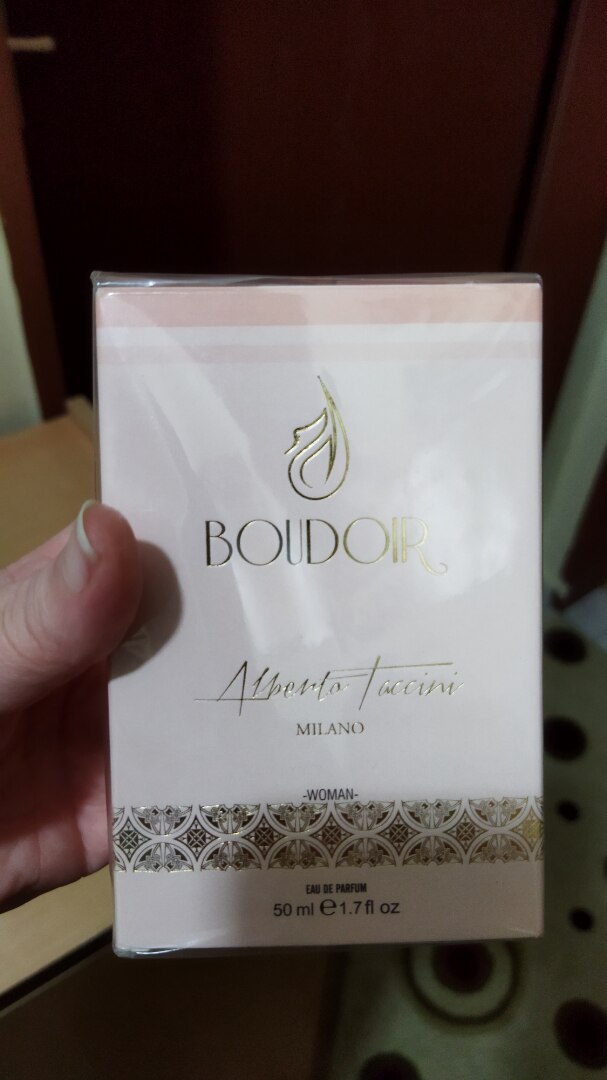 BOUDOIR
Alberto Taccini
MILANO
-WOMAN-
EAU DE PARFUM
50 ml ℮ 1.7 fl oz